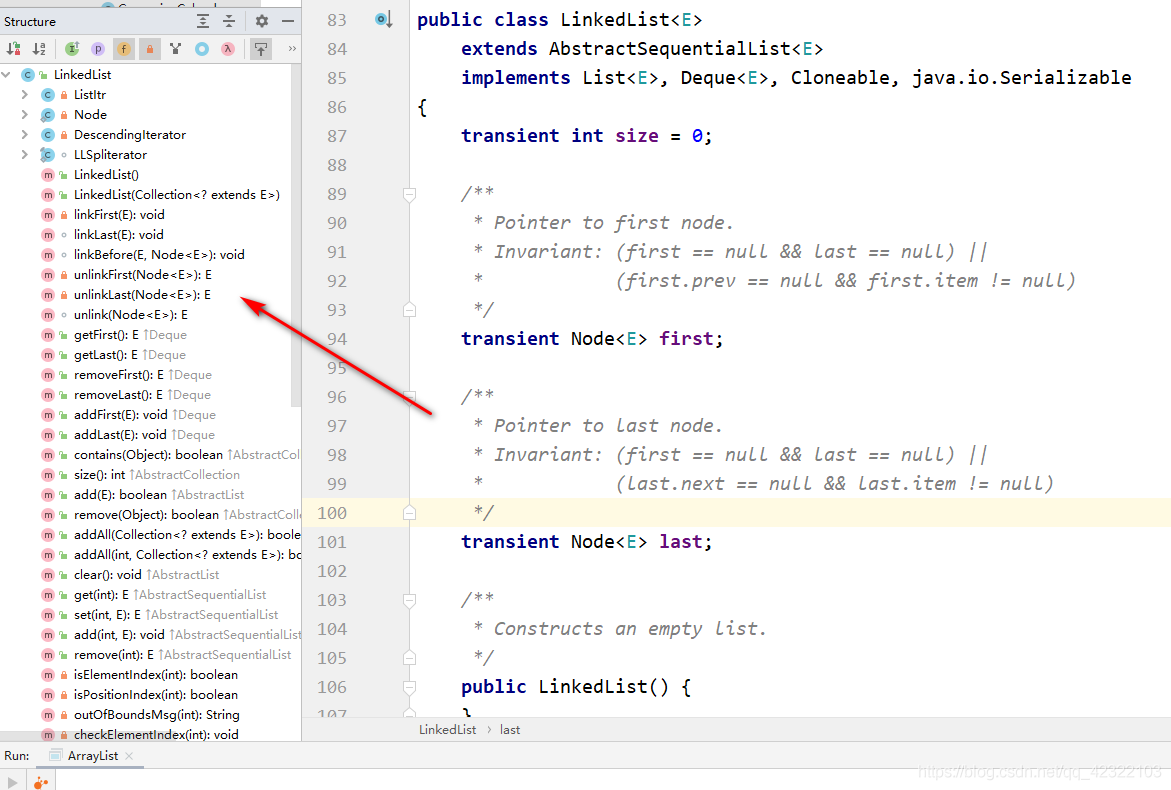 Structure
LinkedList
ListItr
Node
DescendingIterator
LLSpliterator
LinkedList()
LinkedList(Collection<? extends E>)
linkFirst(E): void
linkLast(E): void
linkBefore(E, Node<E>): void
unlinkFirst(Node<E>): E
unlinkLast(Node<E>): E
unlink(Node<E>): E
getFirst(): E ↑Deque
getLast(): E ↑Deque
removeFirst(): E ↑Deque
removeLast(): E ↑Deque
addFirst(E): void ↑Deque
addLast(E): void ↑Deque
contains(Object): boolean ↑AbstractCol
size(): int ↑AbstractCollection
add(E): boolean ↑AbstractList
remove(Object): boolean ↑AbstractColl
addAll(Collection<? extends E>): boole
addAll(int, Collection<? extends E>): bo
clear(): void ↑AbstractList
get(int): E ↑AbstractSequentialList
set(int, E): E ↑AbstractSequentialList
add(int, E): void ↑AbstractSequentialList
remove(int): E ↑AbstractSequentialList
isElementIndex(int): boolean
isPositionIndex(int): boolean
outOfBoundsMsg(int): String
checkElementIndex(int): void
83 public class LinkedList<E>
84 extends AbstractSequentialList<E>
85 implements List<E>, Deque<E>, Cloneable, java.io.Serializable
86 {
87 transient int size = 0;
88
89 /**
90 * Pointer to first node.
91 * Invariant: (first == null && last == null) ||
92 * (first.prev == null && first.item != null)
93 */
94 transient Node<E> first;
95
96 /**
97 * Pointer to last node.
98 * Invariant: (first == null && last == null) ||
99 * (last.next == null && last.item != null)
100 */
101 transient Node<E> last;
102
103 /**
104 * Constructs an empty list.
105 */
106 public LinkedList() {
107 }
LinkedList › last
Run: ArrayList ×
https://blog.csdn.net/qq_42322103